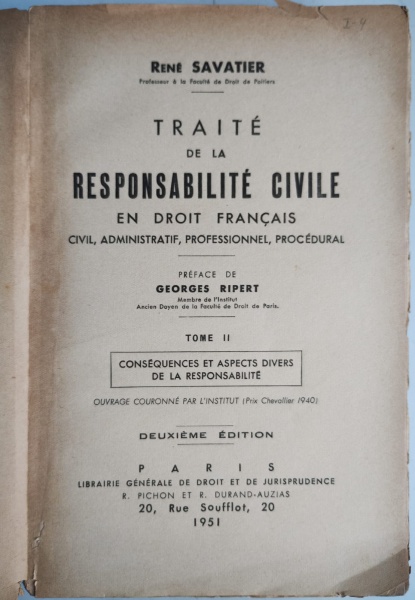 RENÉ SAVATIER
Professeur à la Faculté de Droit de Poitiers
TRAITÉ
DE LA
RESPONSABILITÉ CIVILE
EN DROIT FRANÇAIS
CIVIL, ADMINISTRATIF, PROFESSIONNEL, PROCÉDURAL
PRÉFACE DE
GEORGES RIPERT
Membre de l'Institut
Ancien Doyen de la Faculté de Droit de Paris.
TOME II
CONSÉQUENCES ET ASPECTS DIVERS
DE LA RESPONSABILITÉ
OUVRAGE COURONNÉ PAR L'INSTITUT (Prix Chevallier 1940)
DEUXIÈME ÉDITION
PARIS
LIBRAIRIE GÉNÉRALE DE DROIT ET DE JURISPRUDENCE
R. PICHON ET R. DURAND-AUZIAS
20, Rue Soufflot, 20
1951